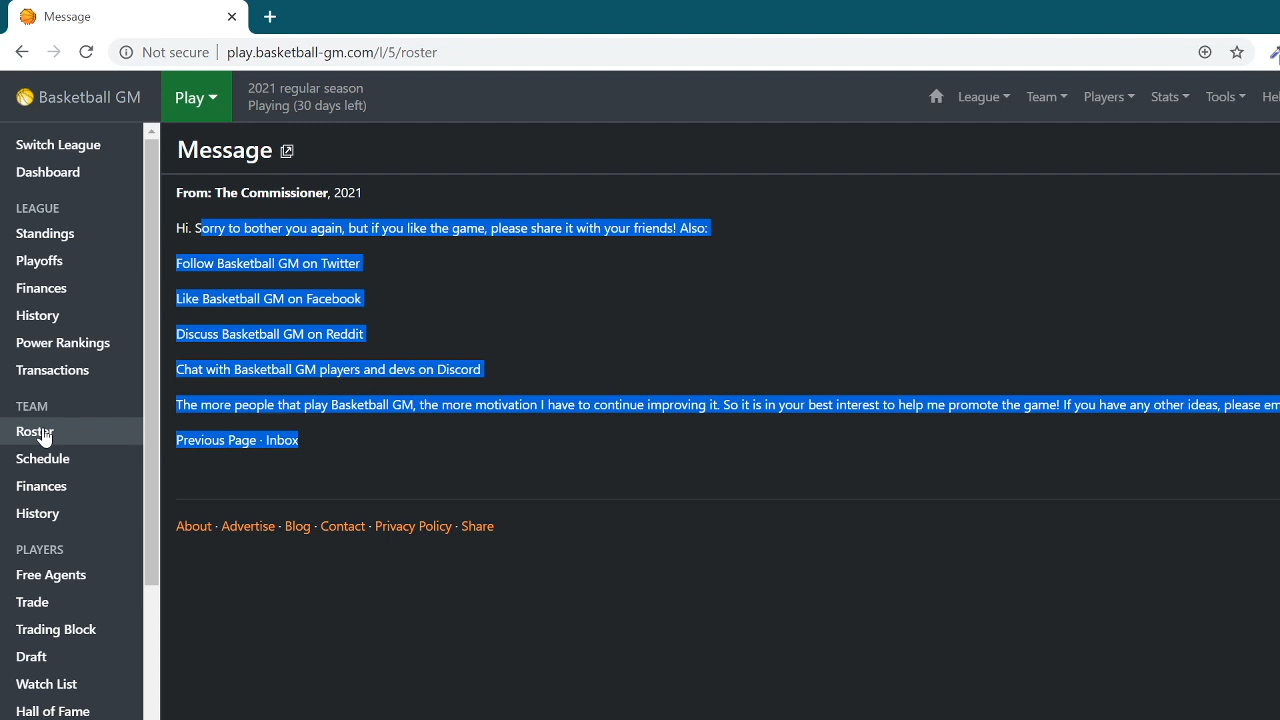 Message
Not secure
play.basketball-gm.com/l/5/roster
Basketball GM
Play
2021 regular season
Playing (30 days left)
League
Team
Players
Stats
Tools
Switch League
Dashboard
LEAGUE
Standings
Playoffs
Finances
History
Power Rankings
Transactions
TEAM
Roster
Schedule
Finances
History
PLAYERS
Free Agents
Trade
Trading Block
Draft
Watch List
Hall of Fame
Message
From: The Commissioner, 2021
Hi. Sorry to bother you again, but if you like the game, please share it with your friends! Also:
Follow Basketball GM on Twitter
Like Basketball GM on Facebook
Discuss Basketball GM on Reddit
Chat with Basketball GM players and devs on Discord
The more people that play Basketball GM, the more motivation I have to continue improving it. So it is in your best interest to help me promote the game! If you have any other ideas, please
Previous Page · Inbox
About · Advertise · Blog · Contact · Privacy Policy · Share